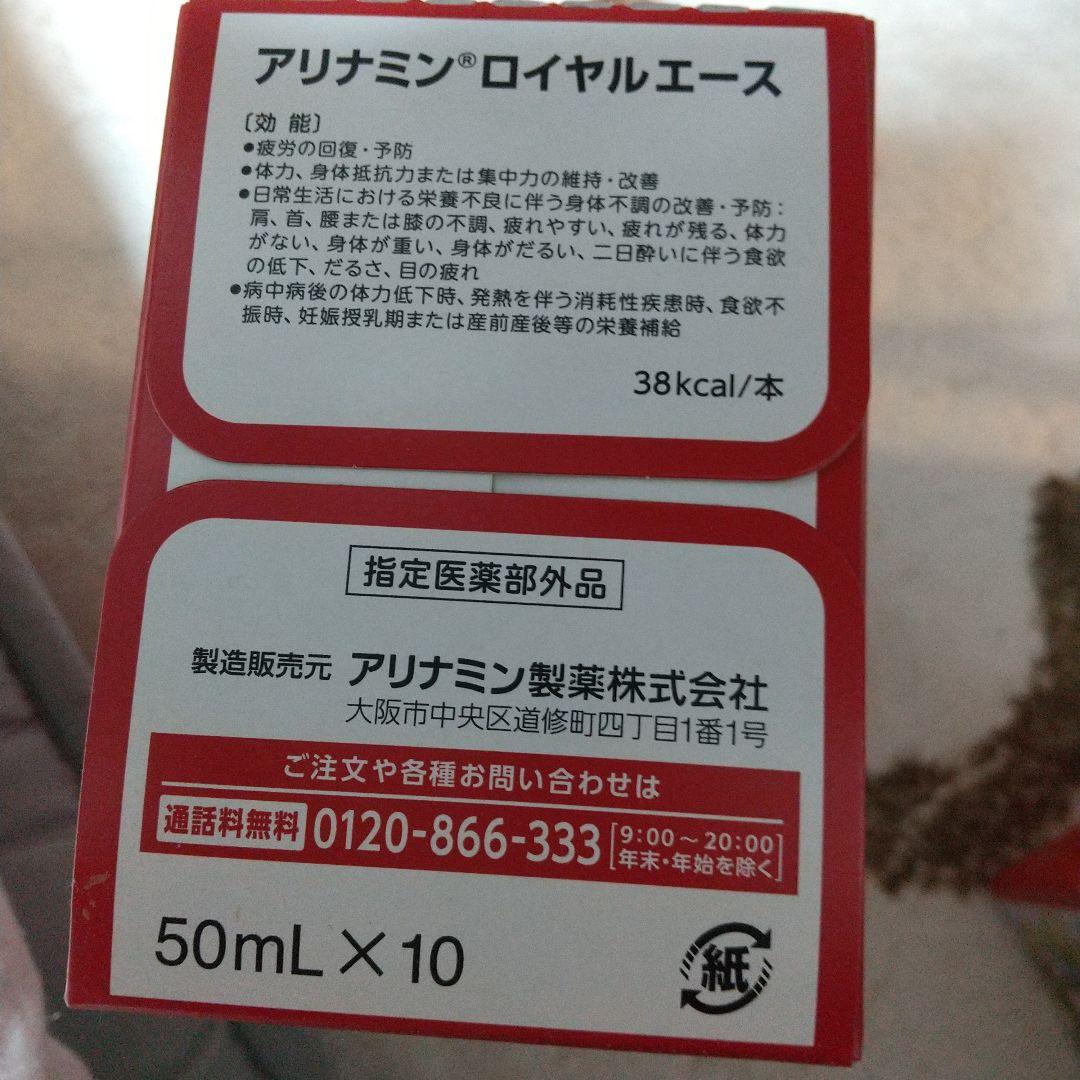 アリナミン®ロイヤルエース
〔効 能〕
●疲労の回復・予防
●体力、身体抵抗力または集中力の維持・改善
●日常生活における栄養不良に伴う身体不調の改善・予防：
肩、首、腰または膝の不調、疲れやすい、疲れが残る、体力
がない、身体が重い、身体がだるい、二日酔いに伴う食欲
の低下、だるさ、目の疲れ
●病中病後の体力低下時、発熱を伴う消耗性疾患時、食欲不
振時、妊娠授乳期または産前産後等の栄養補給
38kcal/本
指定医薬部外品
製造販売元 アリナミン製薬株式会社
大阪市中央区道修町四丁目1番1号
ご注文や各種お問い合わせは
通話料無料 0120-866-333 [9:00～20:00
年末・年始を除く]
50mL×10
紙